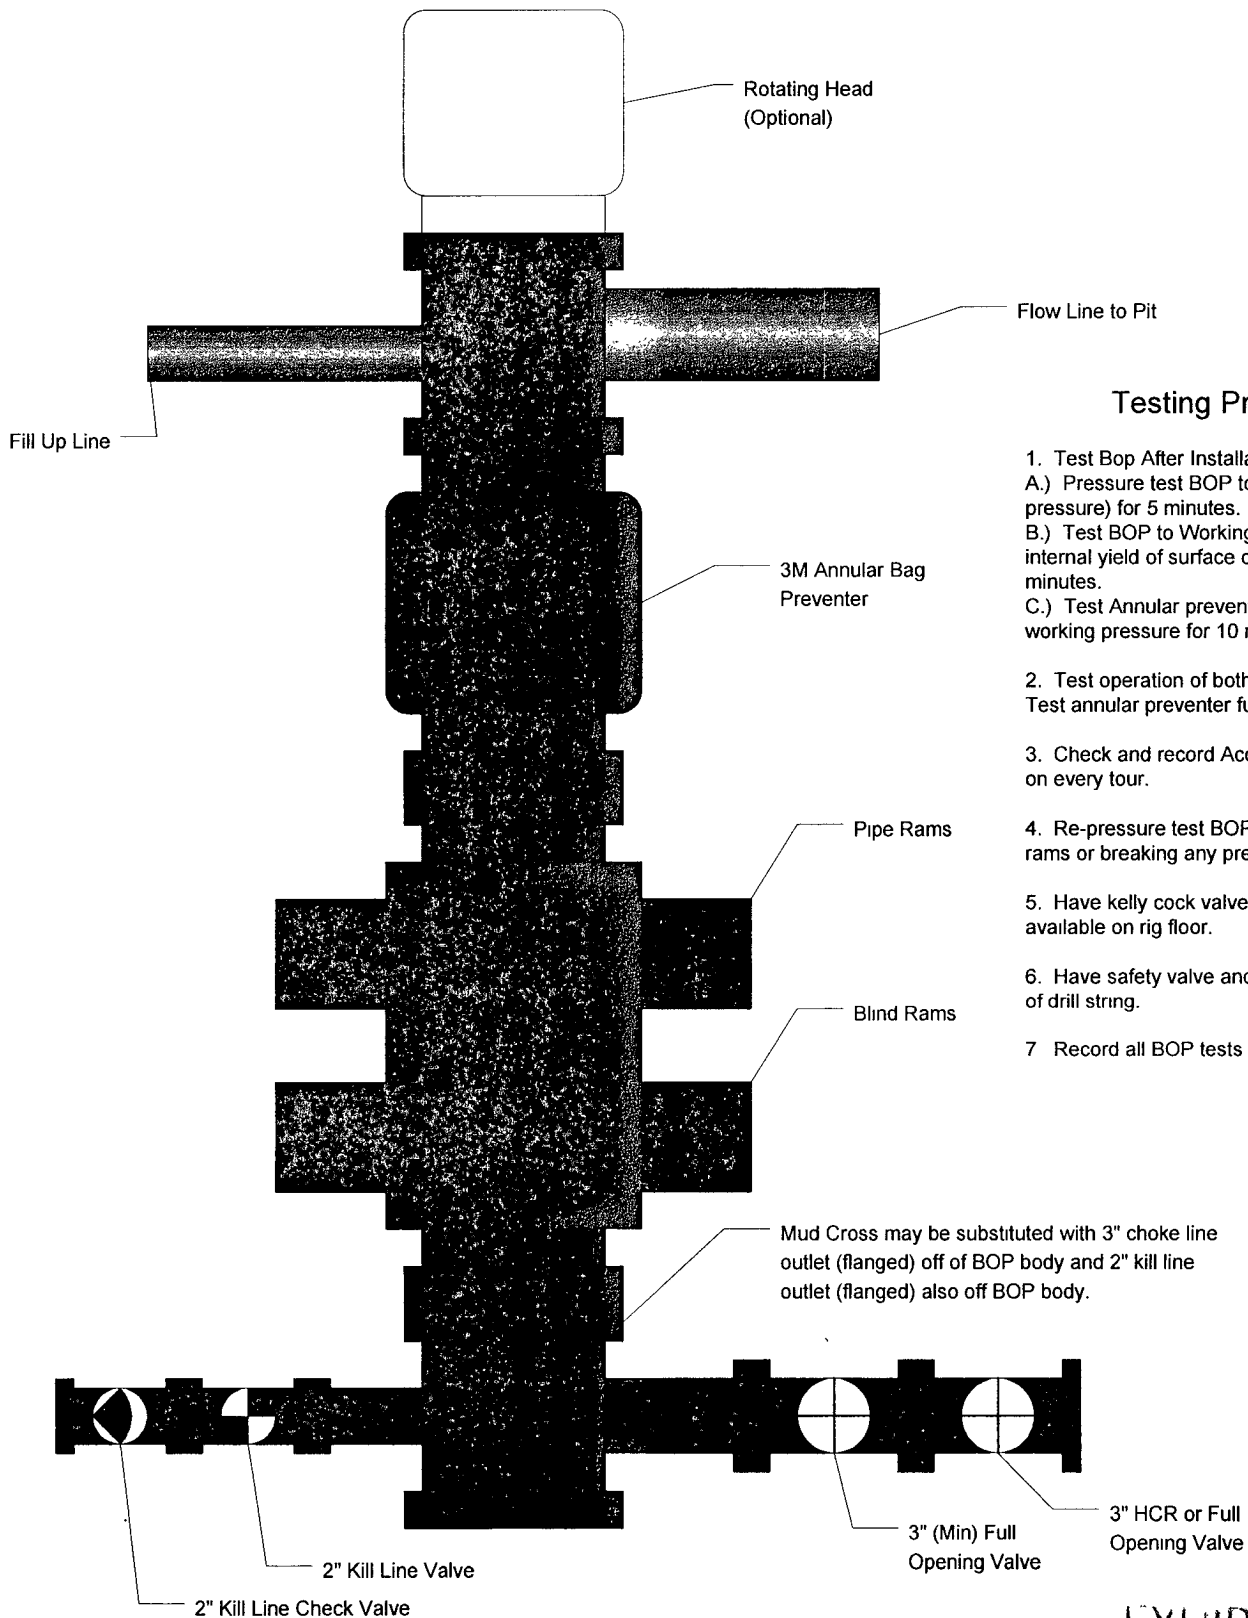 Rotating Head
(Optional)
Flow Line to Pit
Fill Up Line
Testing Pr
1. Test Bop After Installa
A.) Pressure test BOP to
pressure) for 5 minutes.
B.) Test BOP to Working
internal yield of surface c
minutes.
C.) Test Annular preven
working pressure for 10 r
2. Test operation of both
Test annular preventer fu
3. Check and record Acc
on every tour.
4. Re-pressure test BOP
rams or breaking any pre
5. Have kelly cock valve
available on rig floor.
6. Have safety valve and
of drill string.
7 Record all BOP tests
3M Annular Bag
Preventer
Pipe Rams
Blind Rams
Mud Cross may be substituted with 3" choke line
outlet (flanged) off of BOP body and 2" kill line
outlet (flanged) also off BOP body.
3" HCR or Full
Opening Valve
3" (Min) Full
Opening Valve
2" Kill Line Valve
2" Kill Line Check Valve